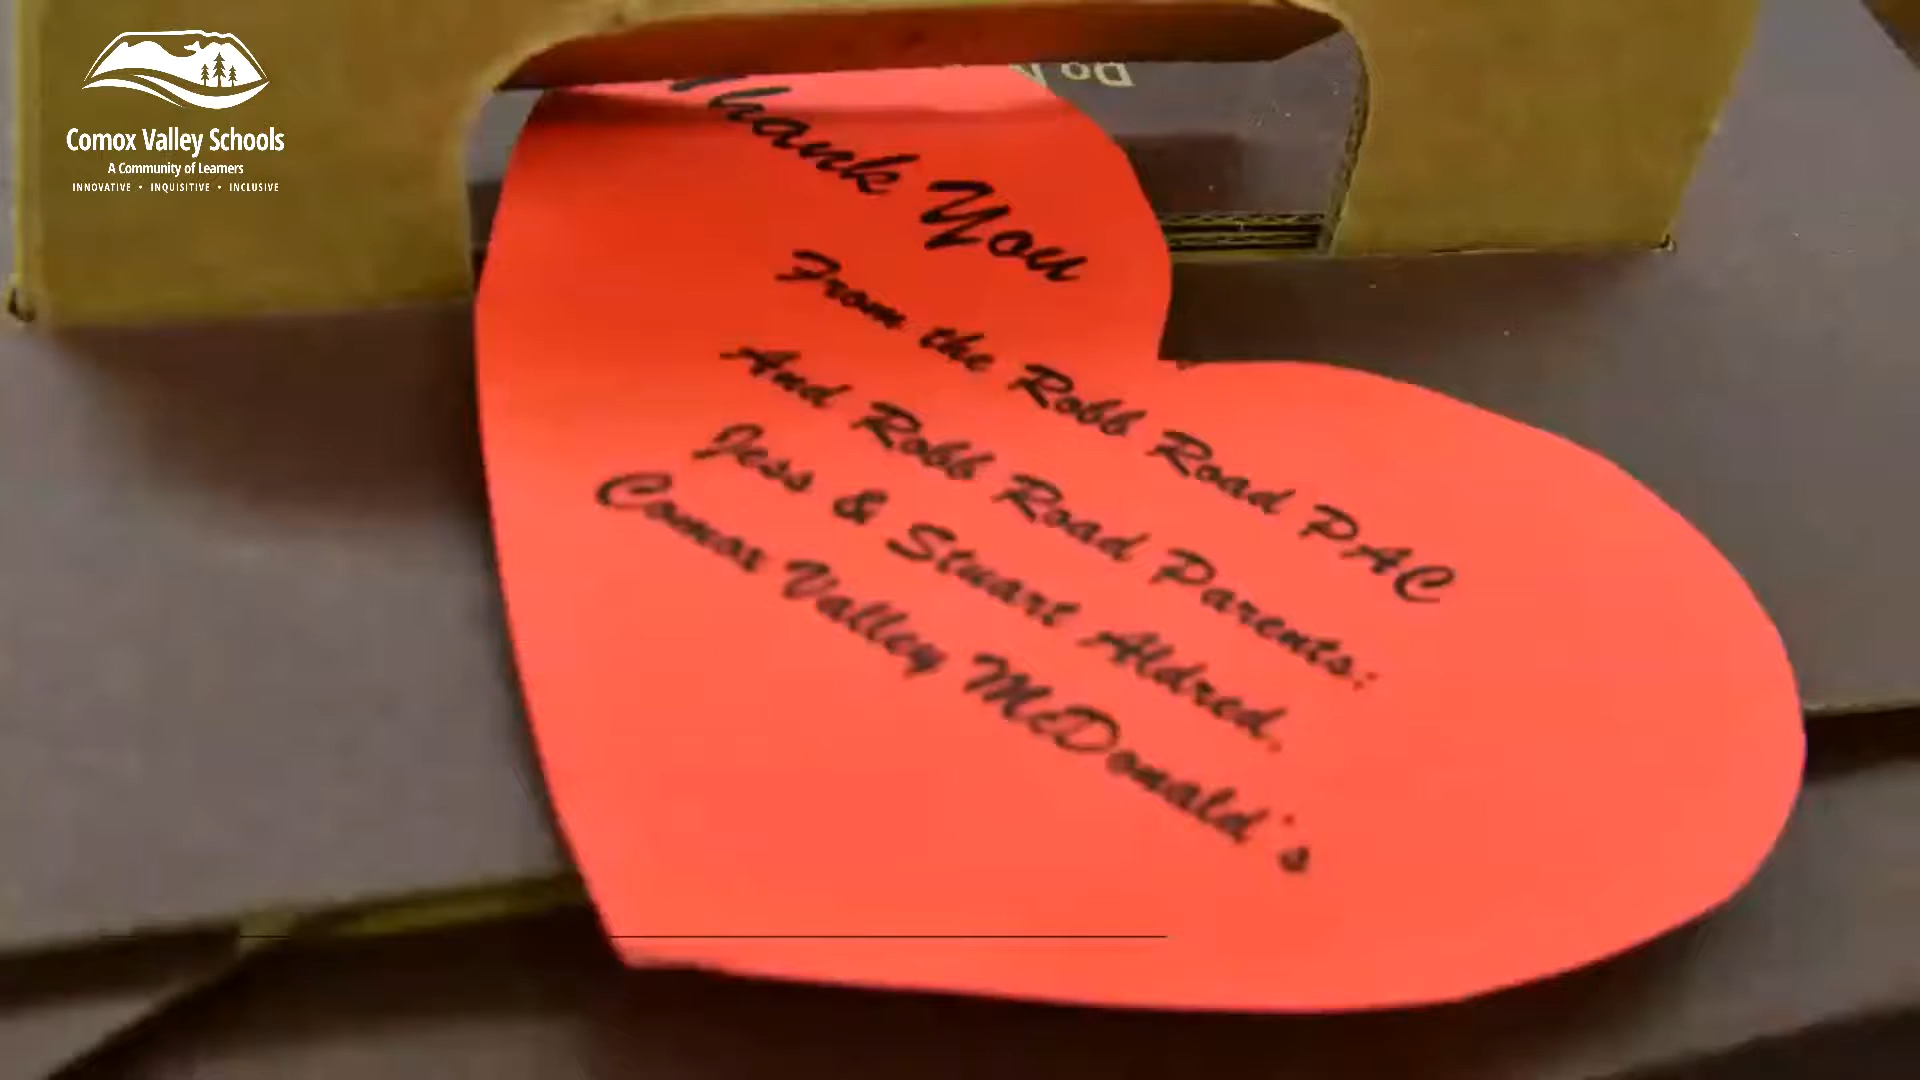 Comox Valley Schools
A Community of Learners
INNOVATIVE • INQUISITIVE • INCLUSIVE
Do
Thank You
From the Robb Road PAC
And Robb Road Parents:
Jess & Stuart Aldred,
Comox Valley McDonald's